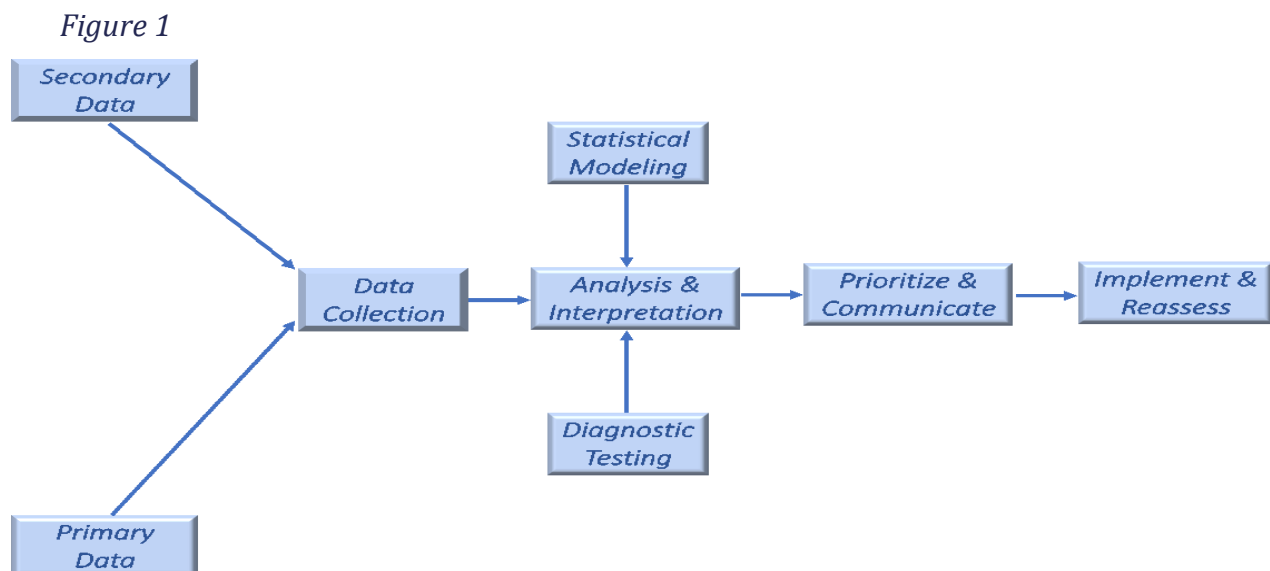 Figure 1
Secondary
Data
Statistical
Modeling
Data
Collection
Analysis &
Interpretation
Prioritize &
Communicate
Implement &
Reassess
Diagnostic
Testing
Primary
Data